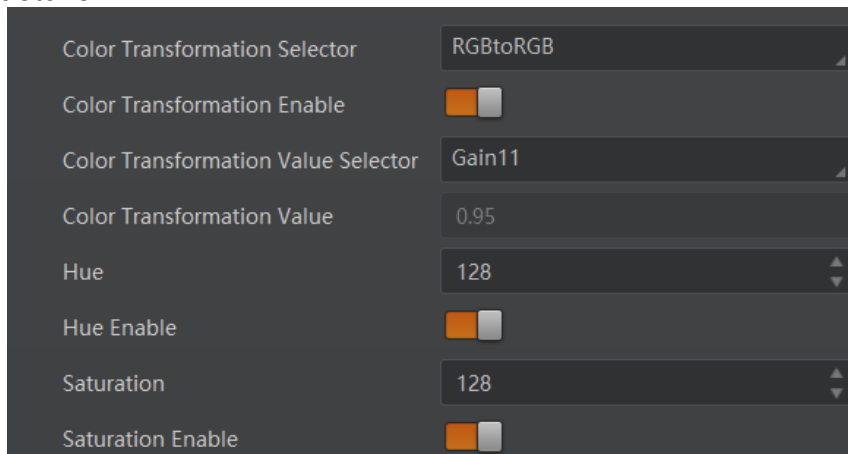 Color Transformation Selector RGBtoRGB
Color Transformation Enable
Color Transformation Value Selector Gain11
Color Transformation Value 0.95
Hue 128
Hue Enable
Saturation 128
Saturation Enable